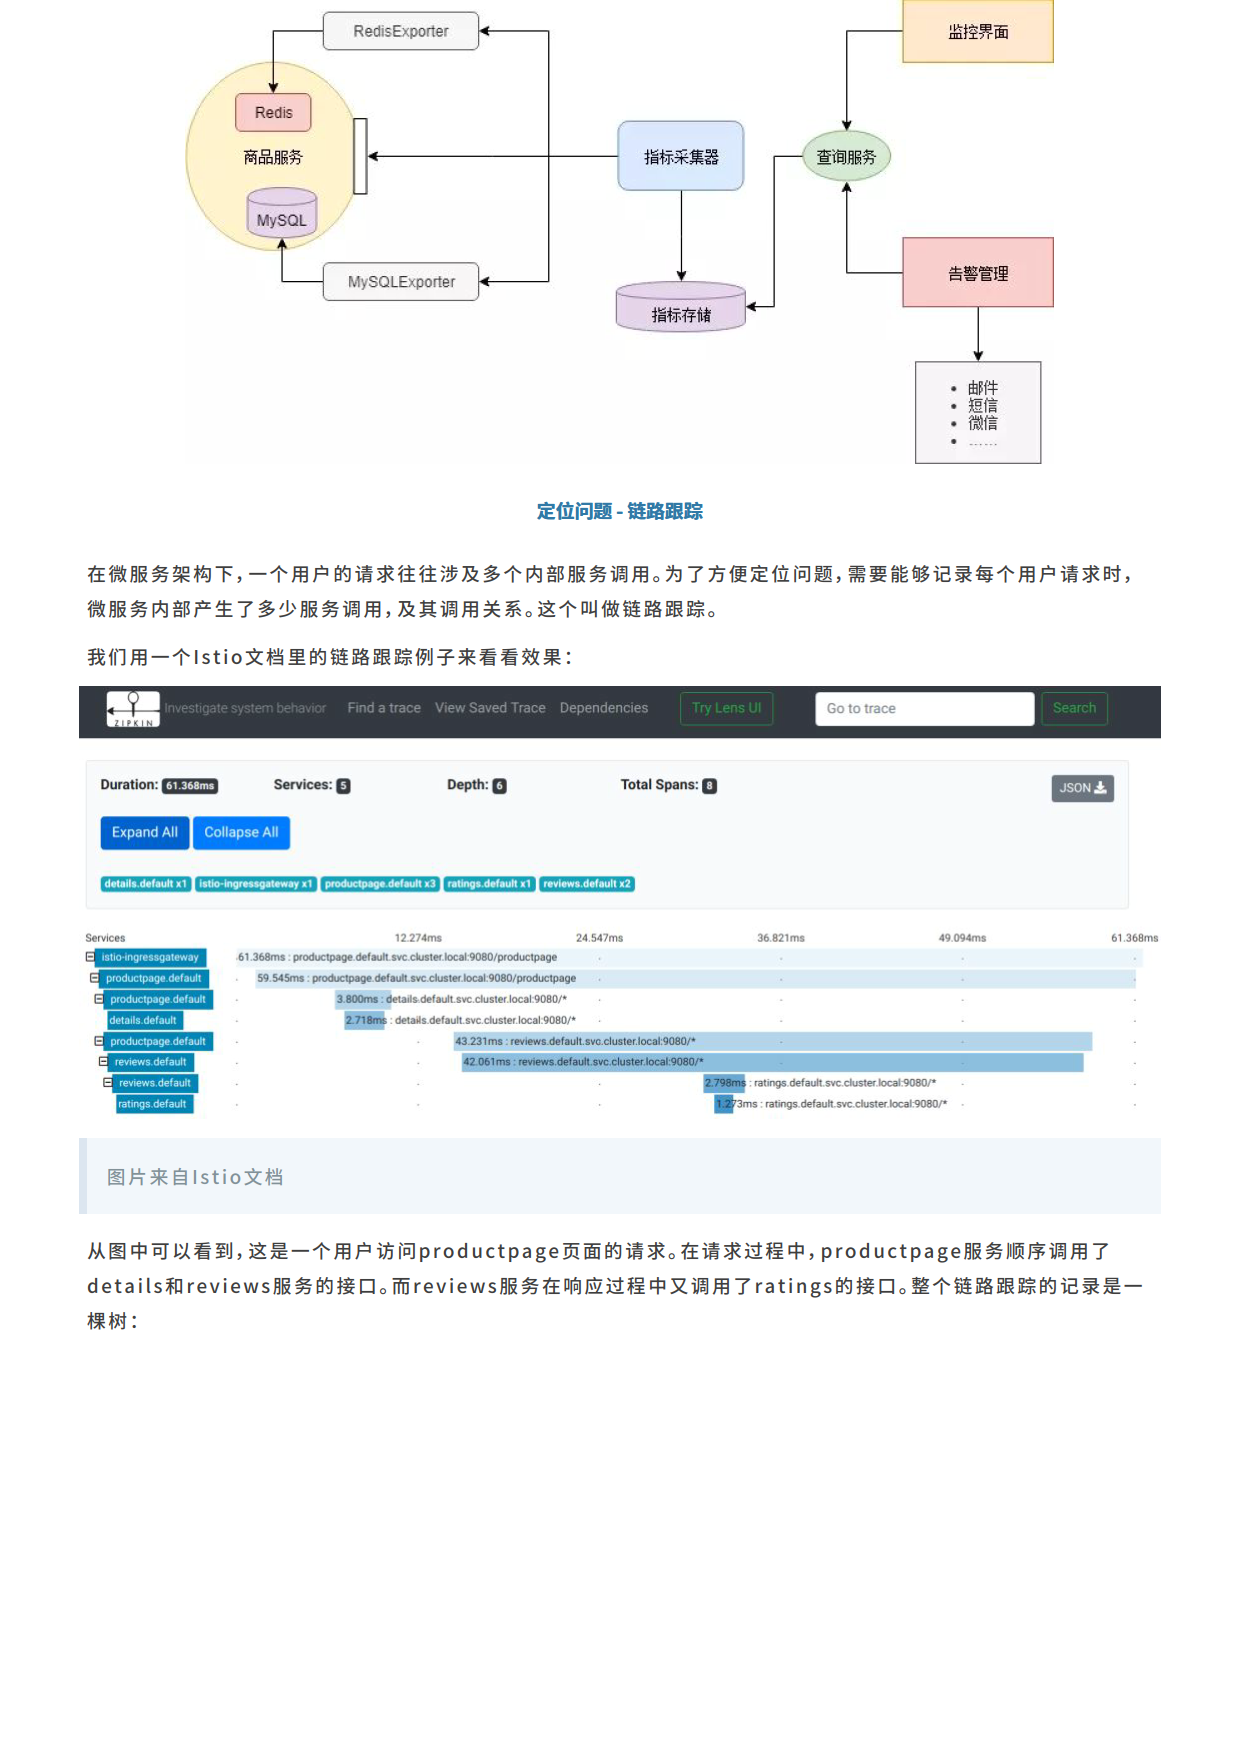 RedisExporter
监控界面
Redis
商品服务
指标采集器
查询服务
MySQL
告警管理
MySQLExporter
指标存储
• 邮件
• 短信
• 微信
• ……
定位问题 - 链路跟踪
在微服务架构下,一个用户的请求往往涉及多个内部服务调用。为了方便定位问题,需要能够记录每个用户请求时,
微服务内部产生了多少服务调用,及其调用关系。这个叫做链路跟踪。
我们用一个Istio文档里的链路跟踪例子来看看效果：
ZIPKIN Investigate system behavior Find a trace View Saved Trace Dependencies Try Lens UI Go to trace Search
Duration: 61.368ms Services: 5 Depth: 6 Total Spans: 8 JSON
Expand All Collapse All
details.default x1 istio-ingressgateway x1 productpage.default x3 ratings.default x1 reviews.default x2
Services 12.274ms 24.547ms 36.821ms 49.094ms 61.368ms
istio-ingressgateway 61.368ms : productpage.default.svc.cluster.local:9080/productpage
productpage.default 59.545ms : productpage.default.svc.cluster.local:9080/productpage
productpage.default 3.800ms : details.default.svc.cluster.local:9080/*
details.default 2.718ms : details.default.svc.cluster.local:9080/*
productpage.default 43.231ms : reviews.default.svc.cluster.local:9080/*
reviews.default 42.061ms : reviews.default.svc.cluster.local:9080/*
reviews.default 2.798ms : ratings.default.svc.cluster.local:9080/*
ratings.default 1.273ms : ratings.default.svc.cluster.local:9080/*
图片来自Istio文档
从图中可以看到,这是一个用户访问productpage页面的请求。在请求过程中,productpage服务顺序调用了
details和reviews服务的接口。而reviews服务在响应过程中又调用了ratings的接口。整个链路跟踪的记录是一
棵树：